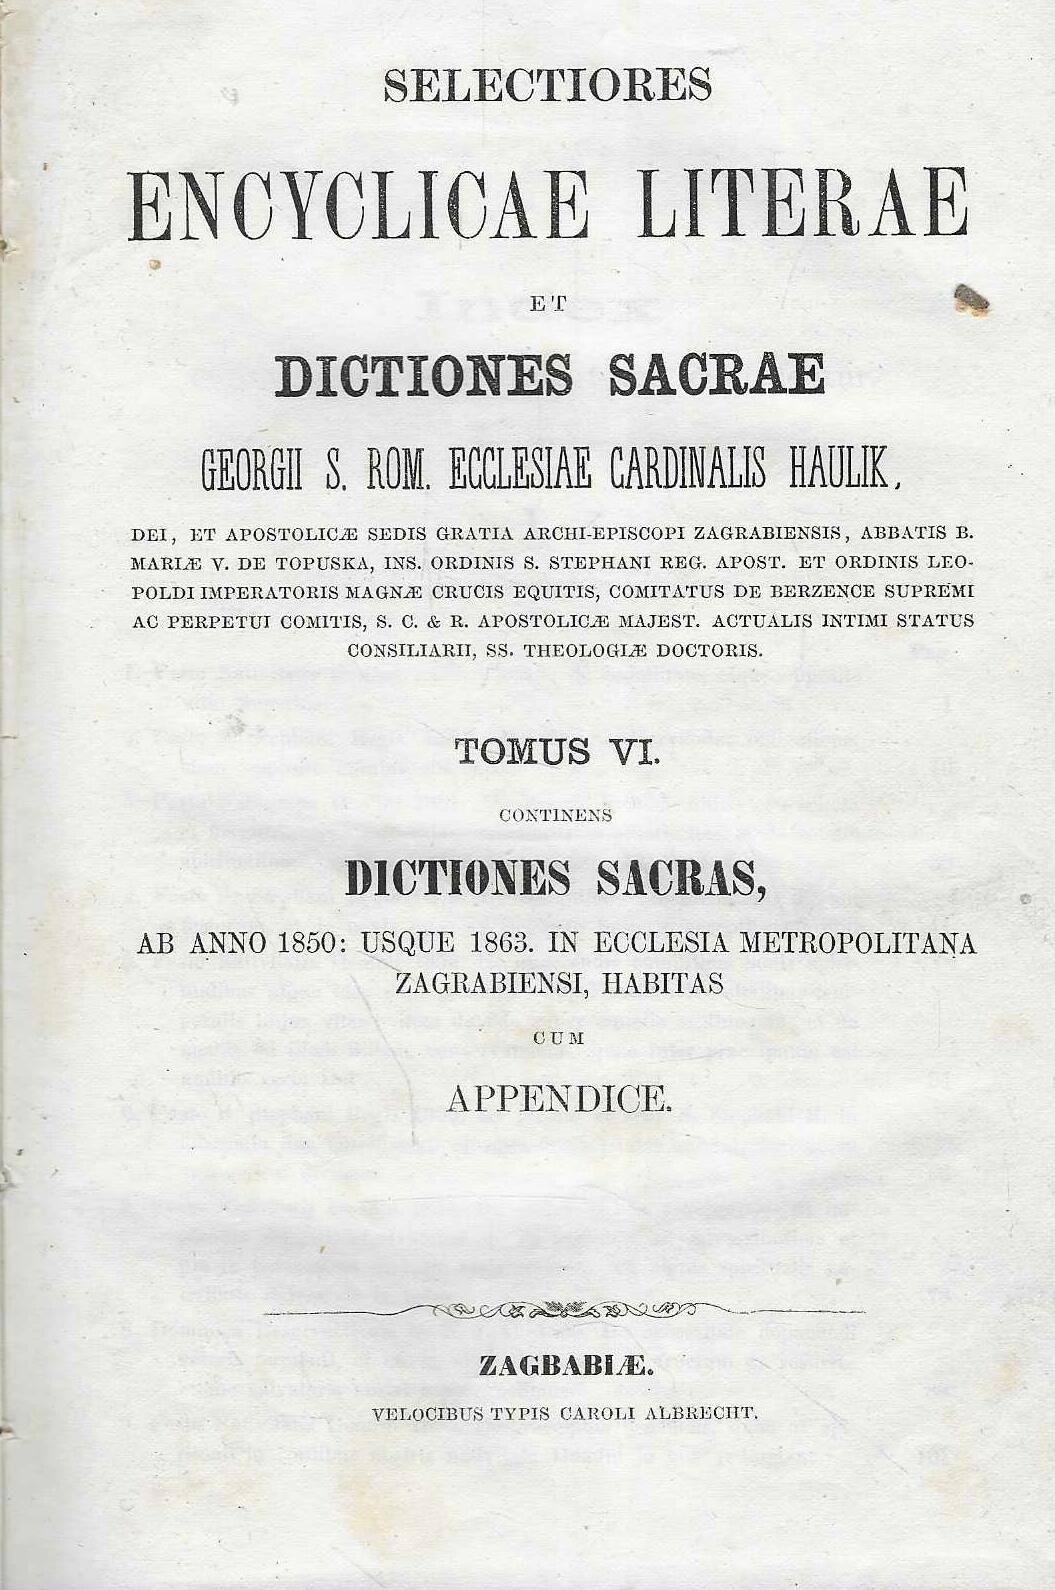 SELECTIORES
ENCYCLICAE LITERAE
ET
DICTIONES SACRAE
GEORGII S. ROM. ECCLESIAE CARDINALIS HAULIK,
DEI, ET APOSTOLICÆ SEDIS GRATIA ARCHI-EPISCOPI ZAGRABIENSIS, ABBATIS B.
MARIÆ V. DE TOPUSKA, INS. ORDINIS S. STEPHANI REG. APOST. ET ORDINIS LEO-
POLDI IMPERATORIS MAGNÆ CRUCIS EQUITIS, COMITATUS DE BERZENCE SUPREMI
AC PERPETUI COMITIS, S. C. & R. APOSTOLICÆ MAJEST. ACTUALIS INTIMI STATUS
CONSILIARII, SS. THEOLOGIÆ DOCTORIS.
TOMUS VI.
CONTINENS
DICTIONES SACRAS,
AB ANNO 1850: USQUE 1863. IN ECCLESIA METROPOLITANA
ZAGRABIENSI, HABITAS
CUM
APPENDICE.
ZAGBABIÆ.
VELOCIBUS TYPIS CAROLI ALBRECHT.